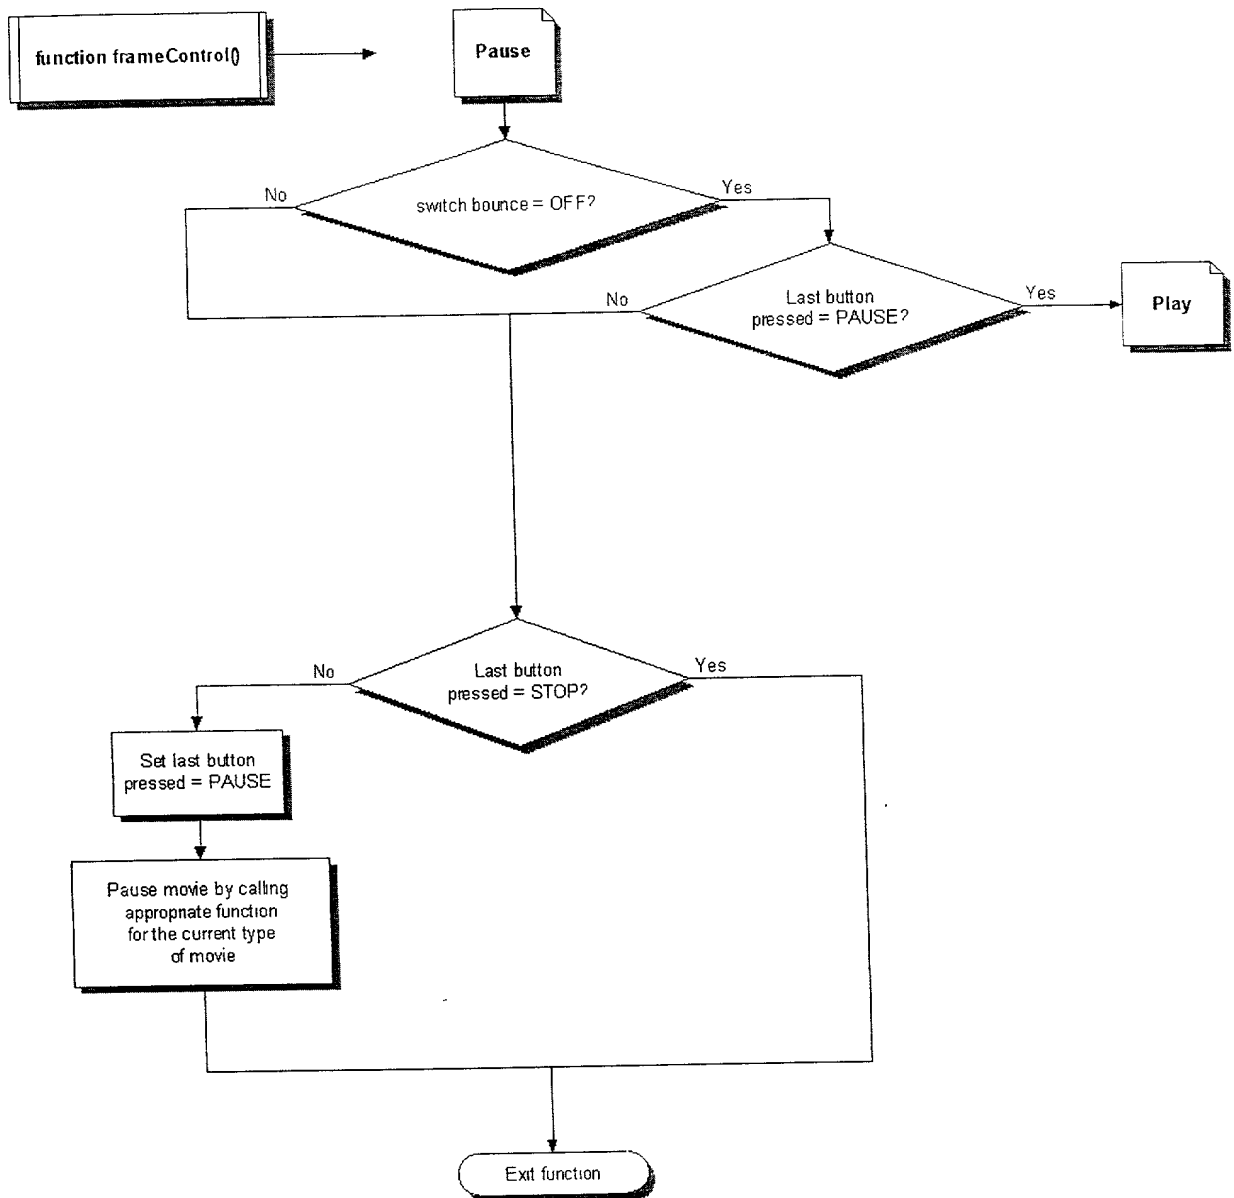 function frameControl()
Pause
No
switch bounce = OFF?
Yes
No
Last button
pressed = PAUSE?
Yes
Play
No
Last button
pressed = STOP?
Yes
Set last button
pressed = PAUSE
Pause movie by calling
appropriate function
for the current type
of movie
Exit function